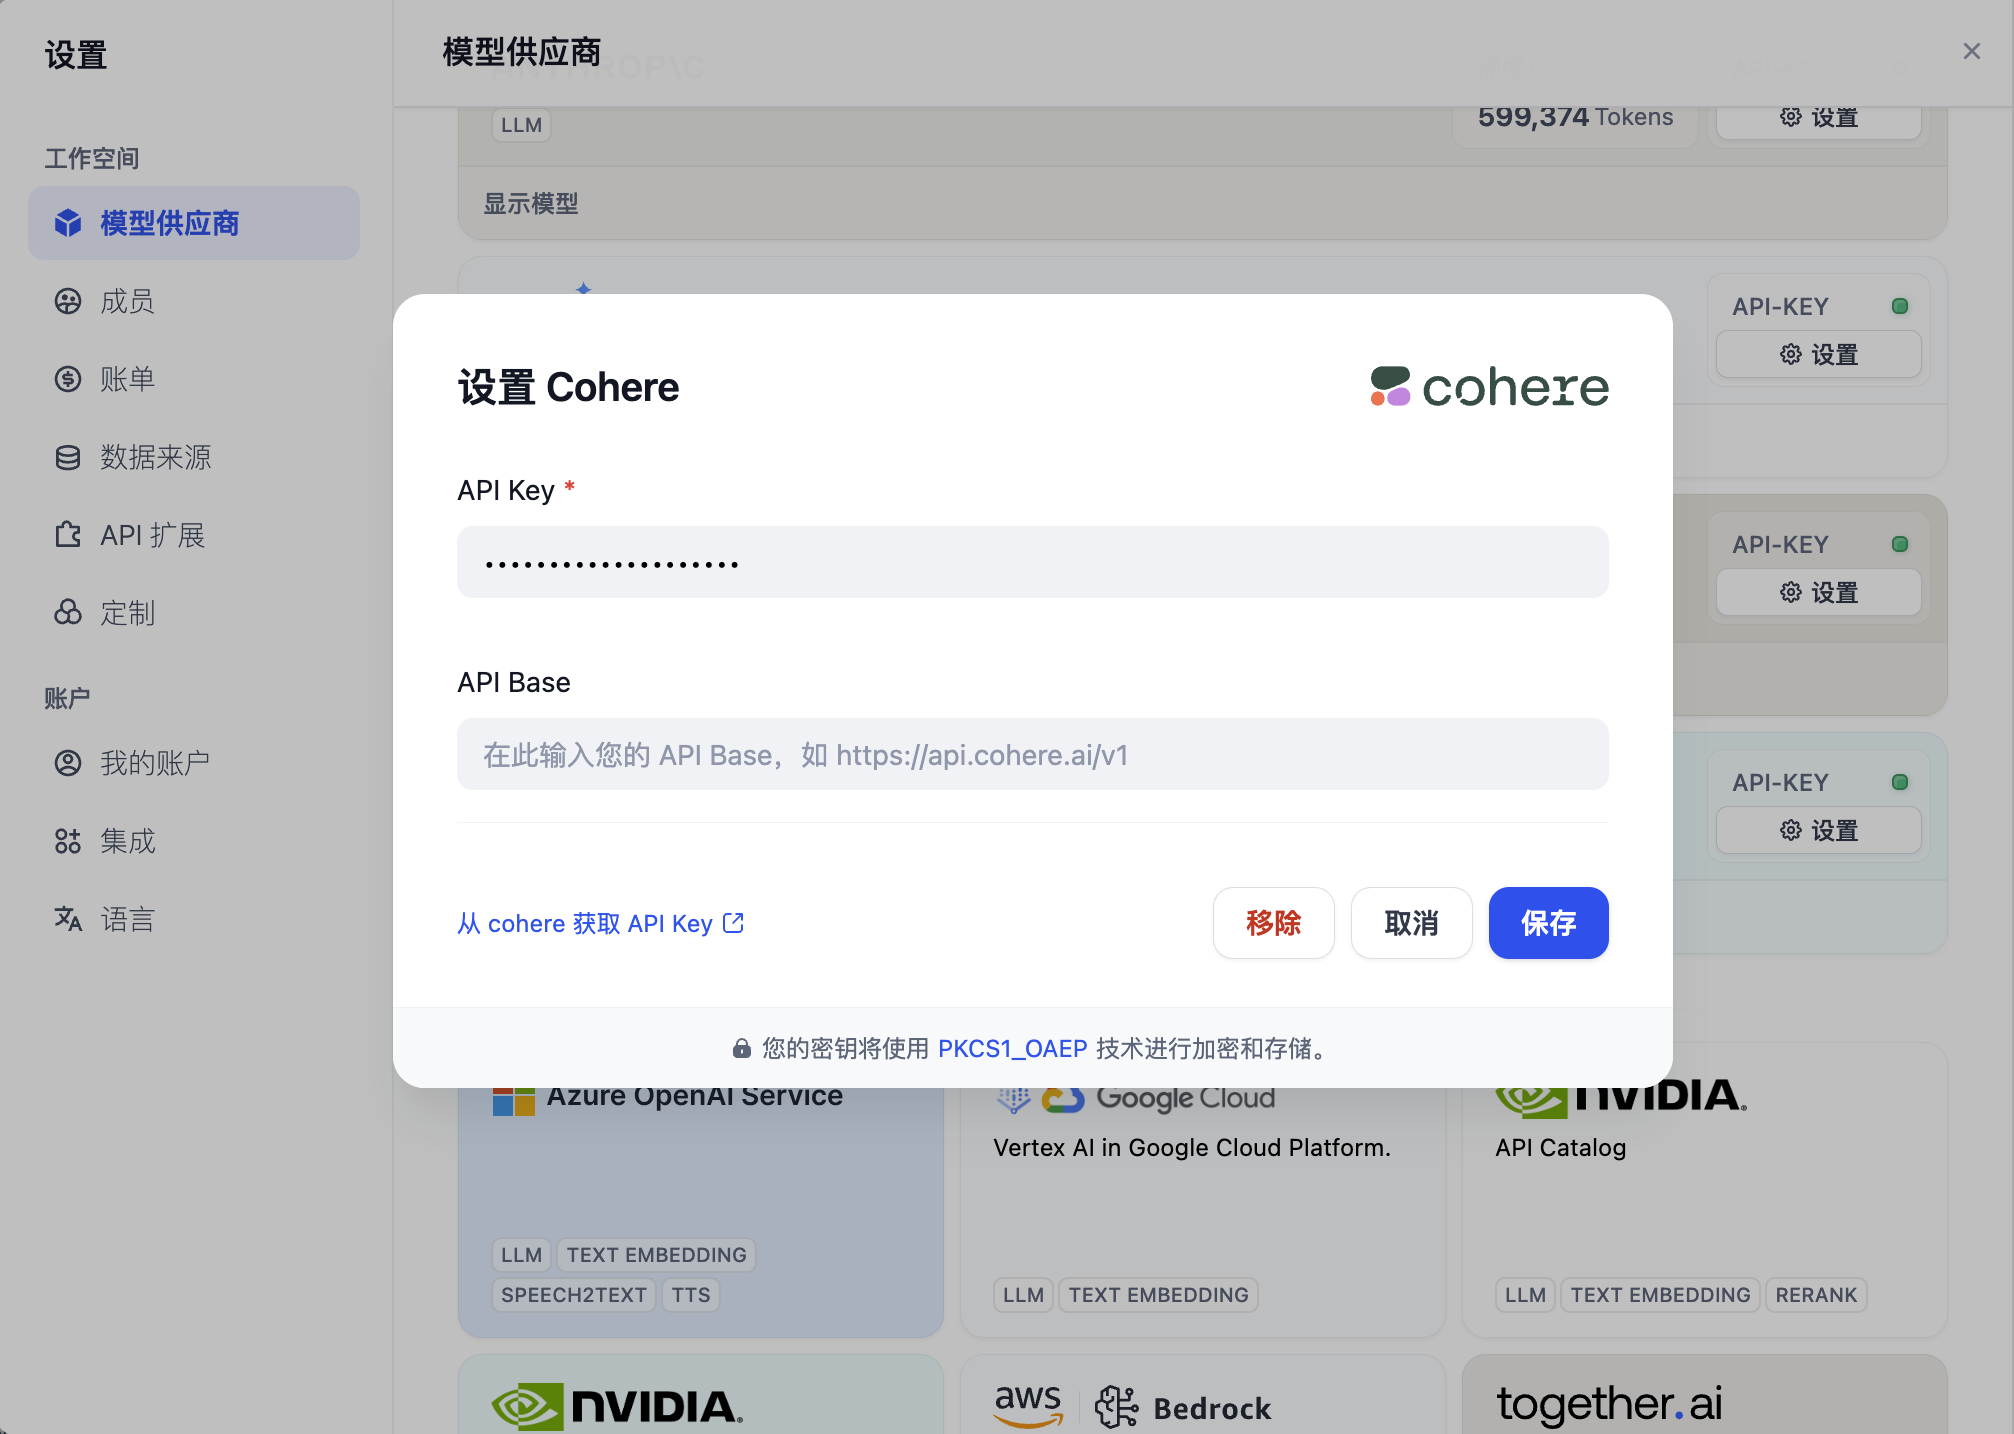 设置
工作空间
模型供应商
成员
账单
数据来源
API 扩展
定制
账户
我的账户
集成
语言
模型供应商
LLM
599,374 Tokens
设置
显示模型
API-KEY
设置
API-KEY
设置
API-KEY
设置
设置 Cohere
cohere
API Key *
••••••••••••••••••••
API Base
在此输入您的 API Base，如 https://api.cohere.ai/v1
从 cohere 获取 API Key
移除
取消
保存
您的密钥将使用 PKCS1_OAEP 技术进行加密和存储。
Azure OpenAI Service
LLM
TEXT EMBEDDING
SPEECH2TEXT
TTS
Google Cloud
Vertex AI in Google Cloud Platform.
LLM
TEXT EMBEDDING
NVIDIA.
API Catalog
LLM
TEXT EMBEDDING
RERANK
NVIDIA.
aws
Bedrock
together.ai